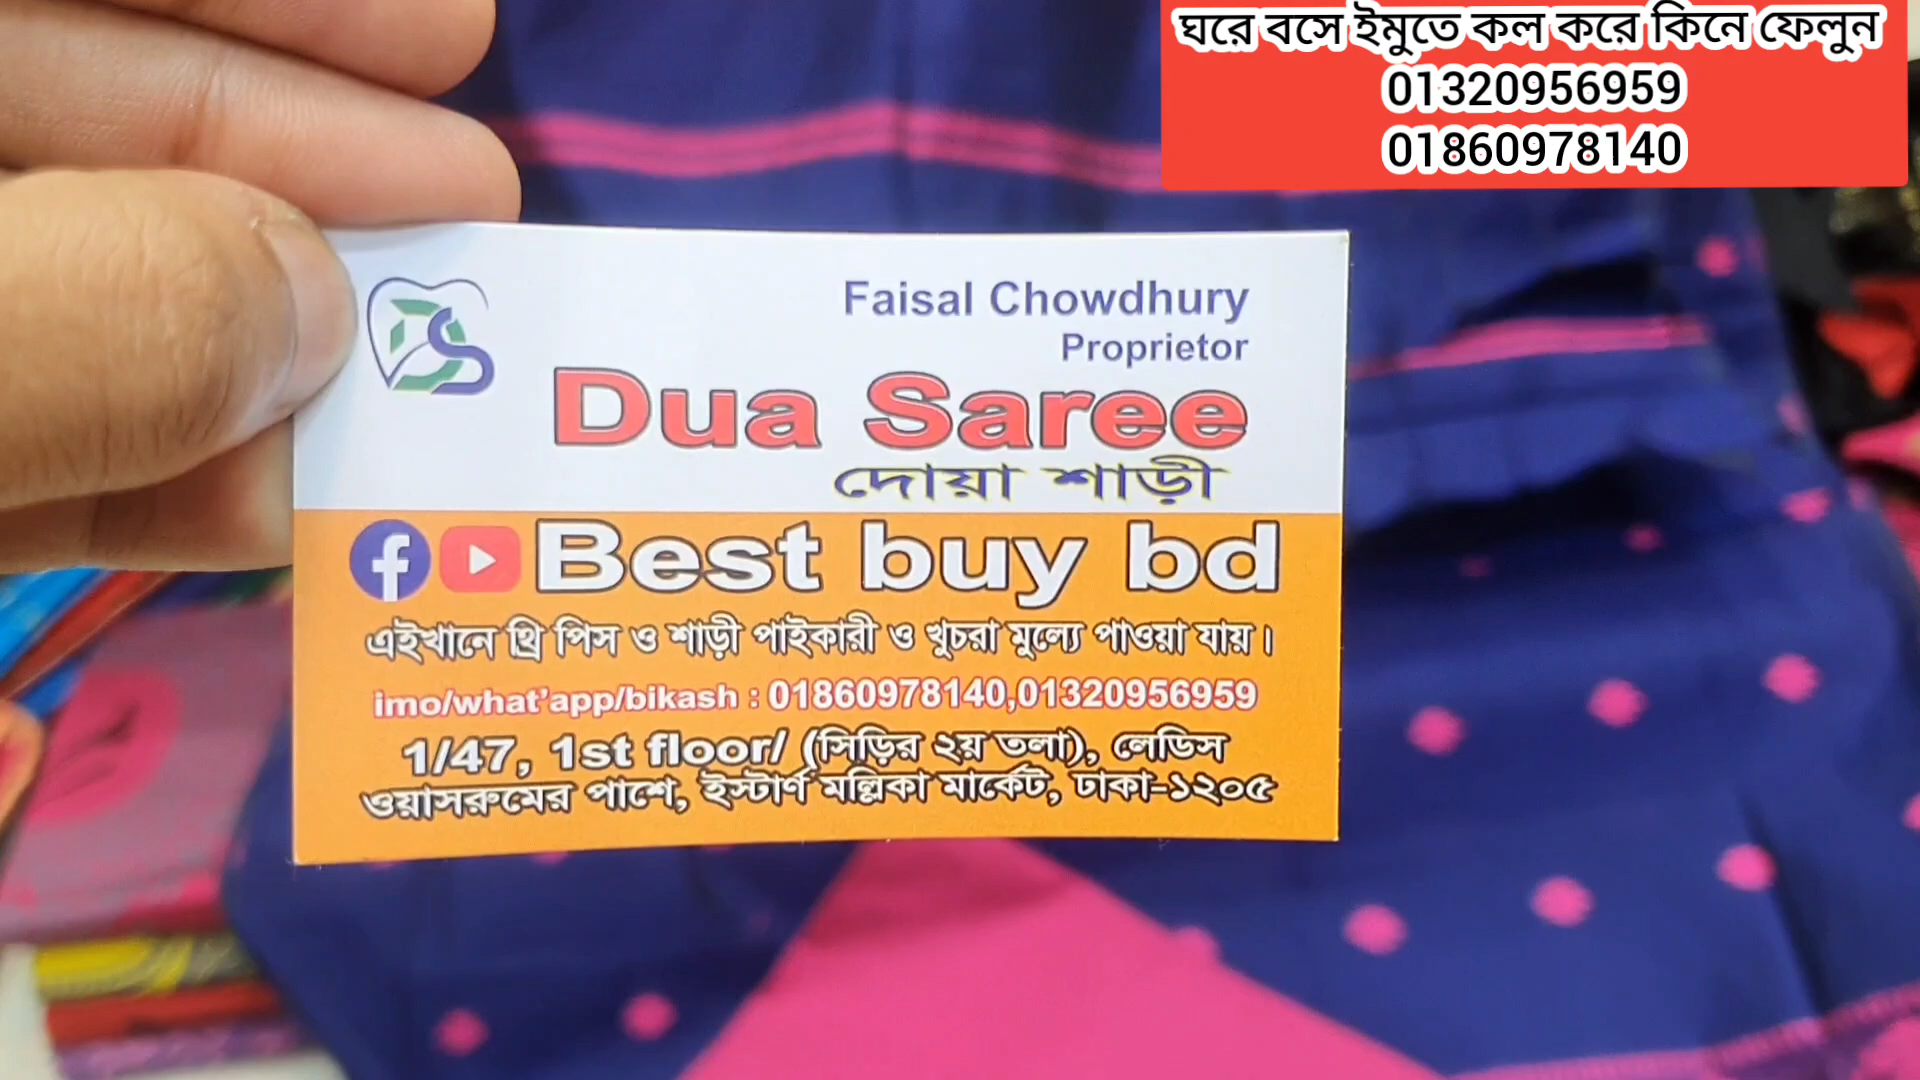 ঘরে বসে ইমুতে কল করে কিনে ফেলুন
01320956959
01860978140
DS
Faisal Chowdhury
Proprietor
Dua Saree
দোয়া শাড়ী
Best buy bd
এইখানে থ্রি পিস ও শাড়ী পাইকারী ও খুচরা মুল্যে পাওয়া যায়।
imo/what'app/bikash : 01860978140,01320956959
1/47, 1st floor/ (সিড়ির ২য় তলা), লেডিস
ওয়াসরুমের পাশে, ইস্টার্ণ মল্লিকা মার্কেট, ঢাকা-১২০৫